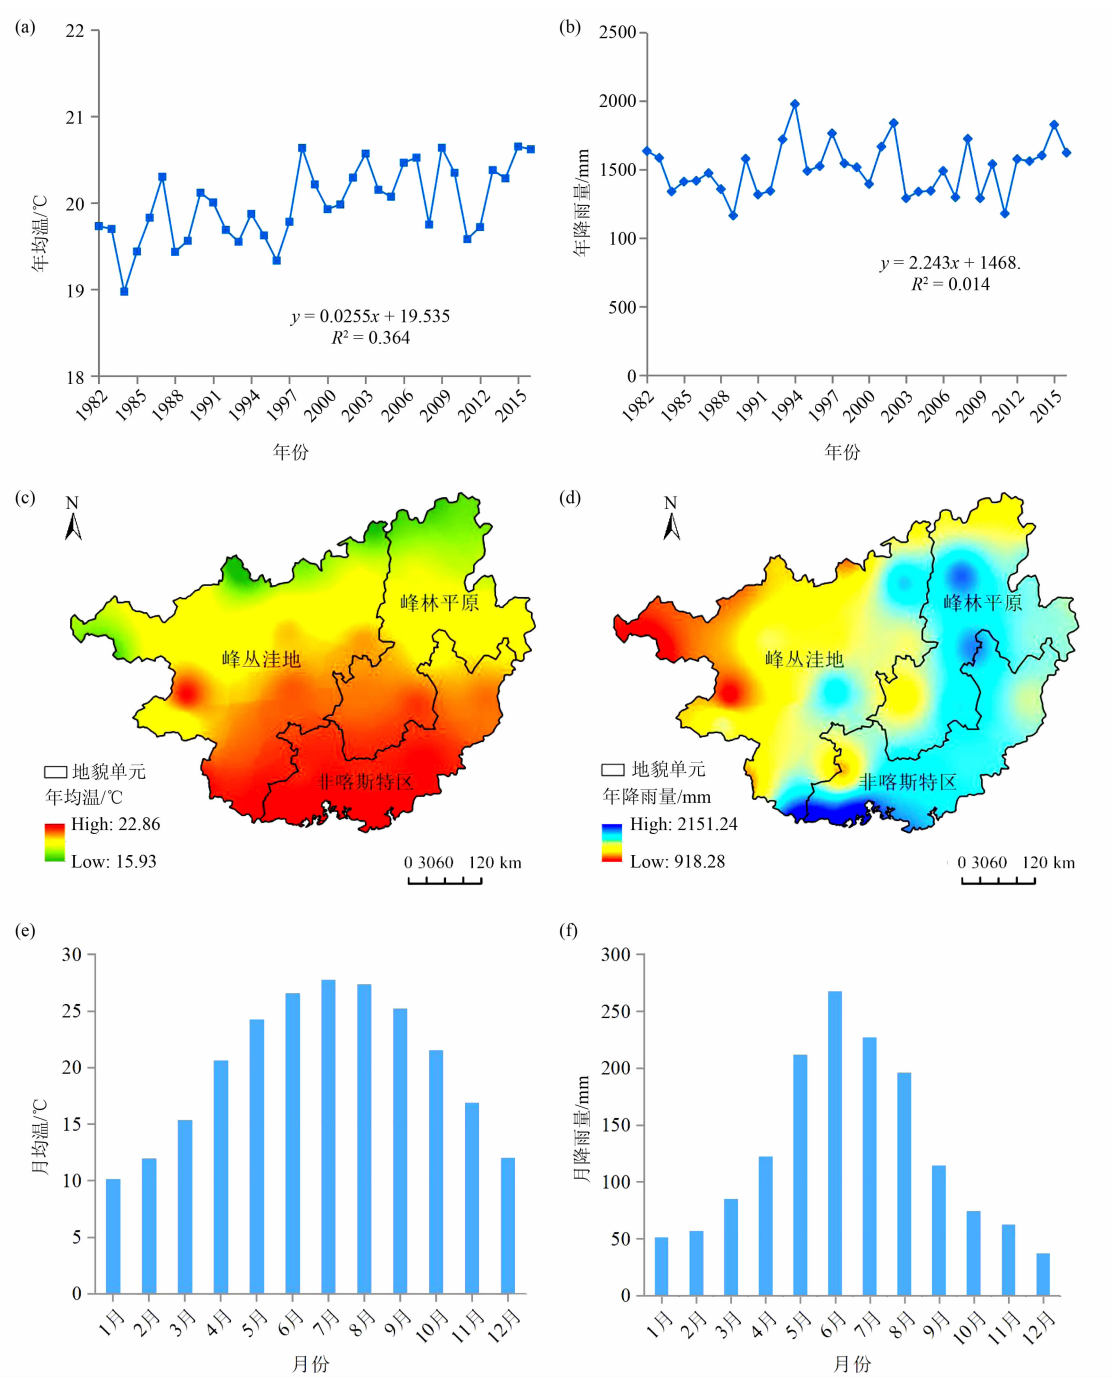 (a)
22
21
20
19
18
年均温/℃
y = 0.0255x + 19.535
R² = 0.364
1982 1985 1988 1991 1994 1997 2000 2003 2006 2009 2012 2015
年份
(b)
2500
2000
1500
100
500
0
年降雨量/mm
y = 2.243x + 1468.
R² = 0.014
1982 1985 1988 1991 1994 1997 2000 2003 2006 2009 2012 2015
年份
(c)
N
峰林平原
峰丛洼地
非喀斯特区
地貌单元
年均温/℃
High: 22.86
Low: 15.93
0 3060 120 km
(d)
N
峰林平原
峰丛洼地
非喀斯特区
地貌单元
年降雨量/mm
High: 2151.24
Low: 918.28
0 3060 120 km
(e)
30
25
20
15
10
5
0
月均温/℃
1月 2月 3月 4月 5月 6月 7月 8月 9月 10月 11月 12月
月份
(f)
300
250
200
150
100
50
0
月降雨量/mm
1月 2月 3月 4月 5月 6月 7月 8月 9月 10月 11月 12月
月份